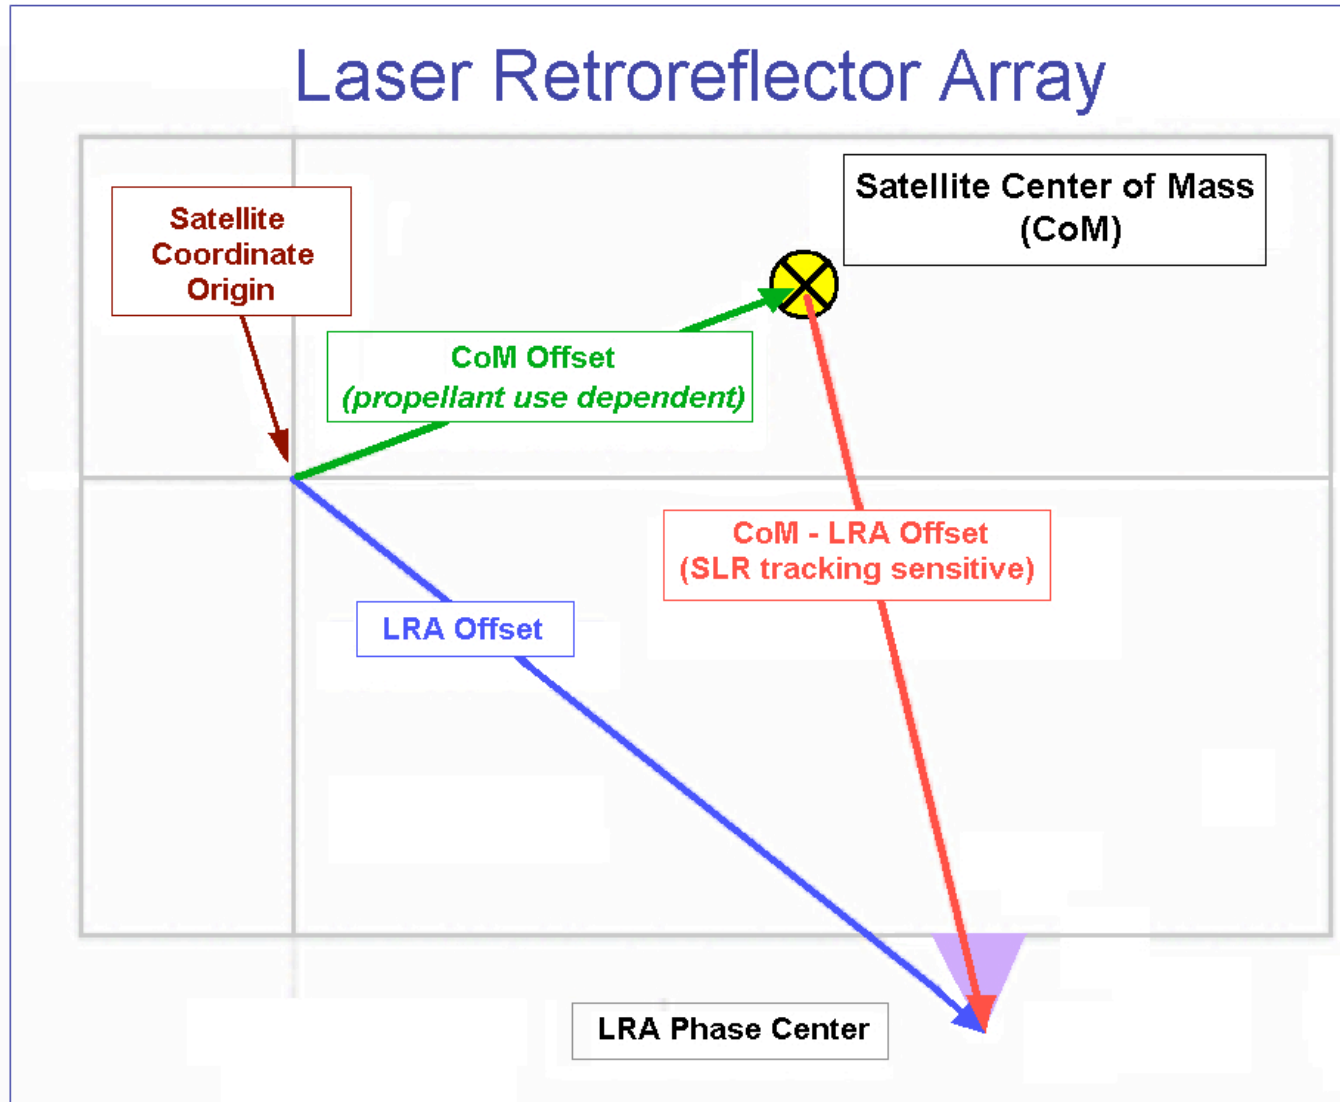 Laser Retroreflector Array
Satellite Center of Mass
(CoM)
Satellite
Coordinate
Origin
CoM Offset
(propellant use dependent)
CoM - LRA Offset
(SLR tracking sensitive)
LRA Offset
LRA Phase Center